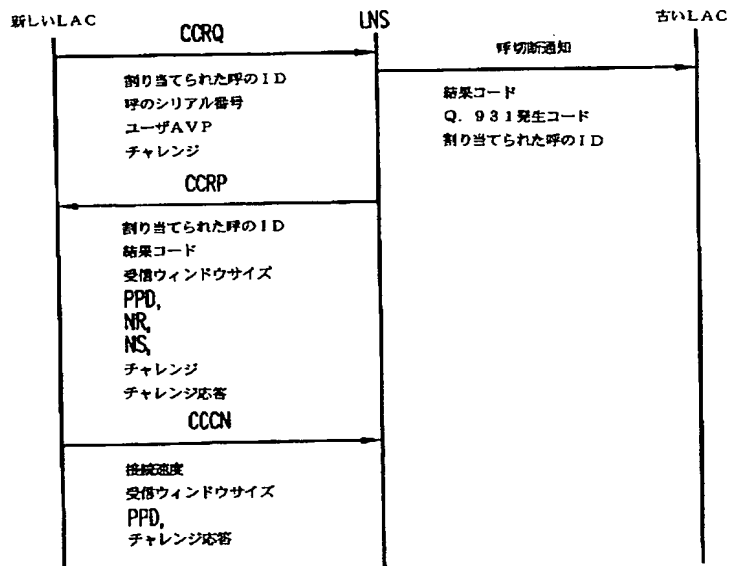 新しいLAC
LNS
古いLAC
CCRQ
呼切断通知
割り当てられた呼のID
呼のシリアル番号
ユーザAVP
チャレンジ
結果コード
Q. 931発生コード
割り当てられた呼のID
CCRP
割り当てられた呼のID
結果コード
受信ウィンドウサイズ
PPD,
NR,
NS,
チャレンジ
チャレンジ応答
CCCN
接続速度
受信ウィンドウサイズ
PPD,
チャレンジ応答